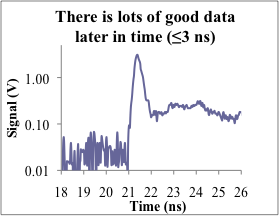 There is lots of good data
later in time (≤3 ns)
Signal (V)
1.00
0.10
0.01
18 19 20 21 22 23 24 25 26
Time (ns)